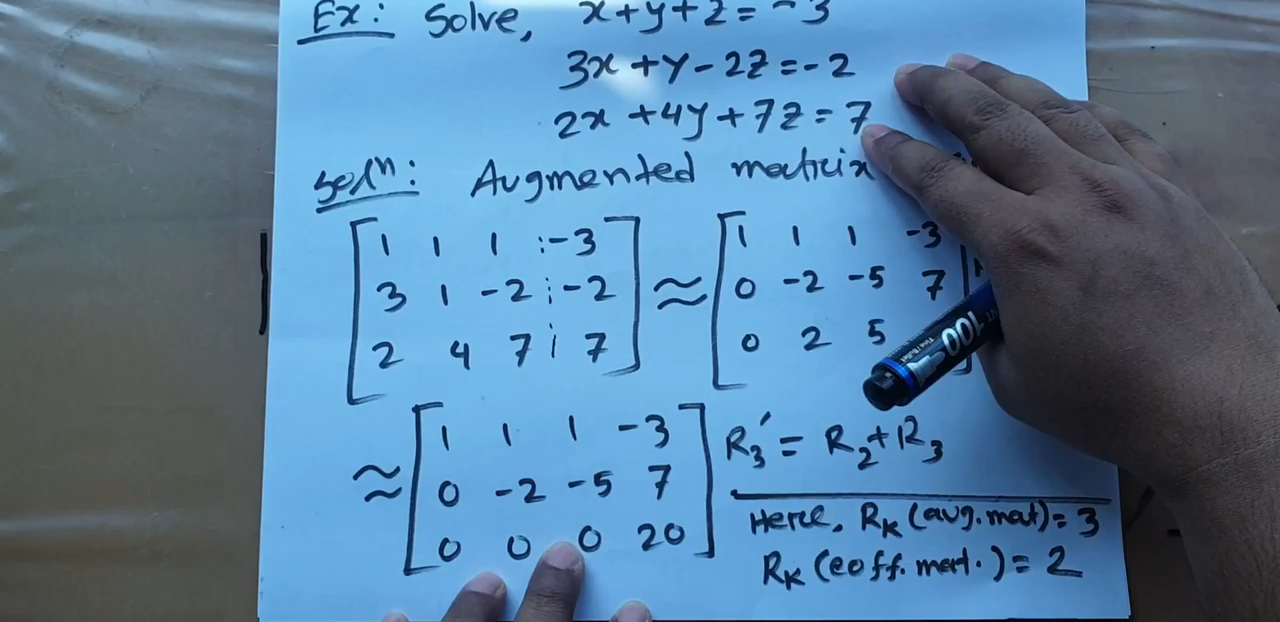 Ex: Solve, x+y+z=-3
3x+y-2z=-2
2x+4y+7z=7
Solⁿ: Augmented matrix
1 1 1 : -3 ≈ 1 1 1 -3
3 1 -2 : -2 0 -2 -5 7
2 4 7 : 7 0 2 5
100
≈ 1 1 1 -3 R₃′ = R₂+R₃
0 -2 -5 7
0 0 0 20
Here, Rₖ (aug. mat) = 3
Rₖ (coff. mat.) = 2